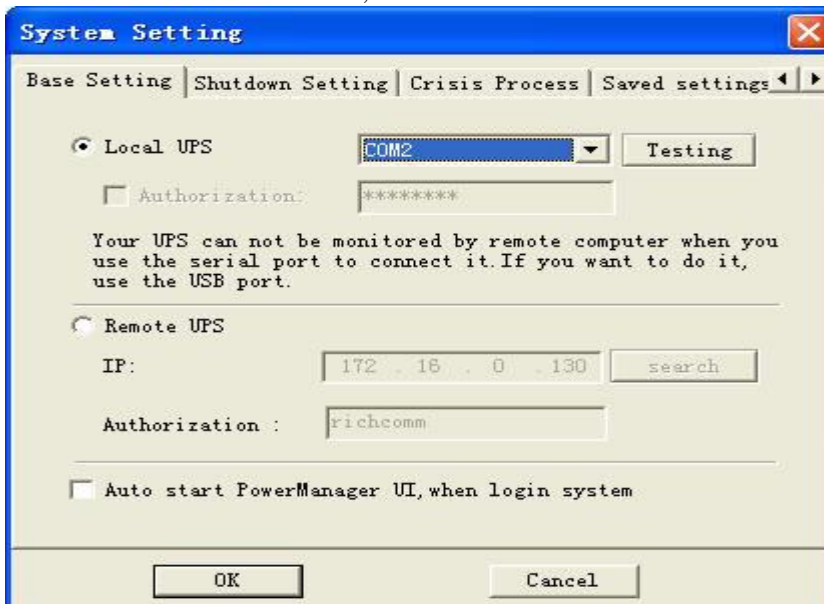 System Setting
Base Setting Shutdown Setting Crisis Process Saved settings
Local UPS COM2 Testing
Authorization: ********
Your UPS can not be monitored by remote computer when you
use the serial port to connect it.If you want to do it,
use the USB port.
Remote UPS
IP: 172 . 16 . 0 . 130 search
Authorization : richcomm
Auto start PowerManager UI,when login system
OK Cancel